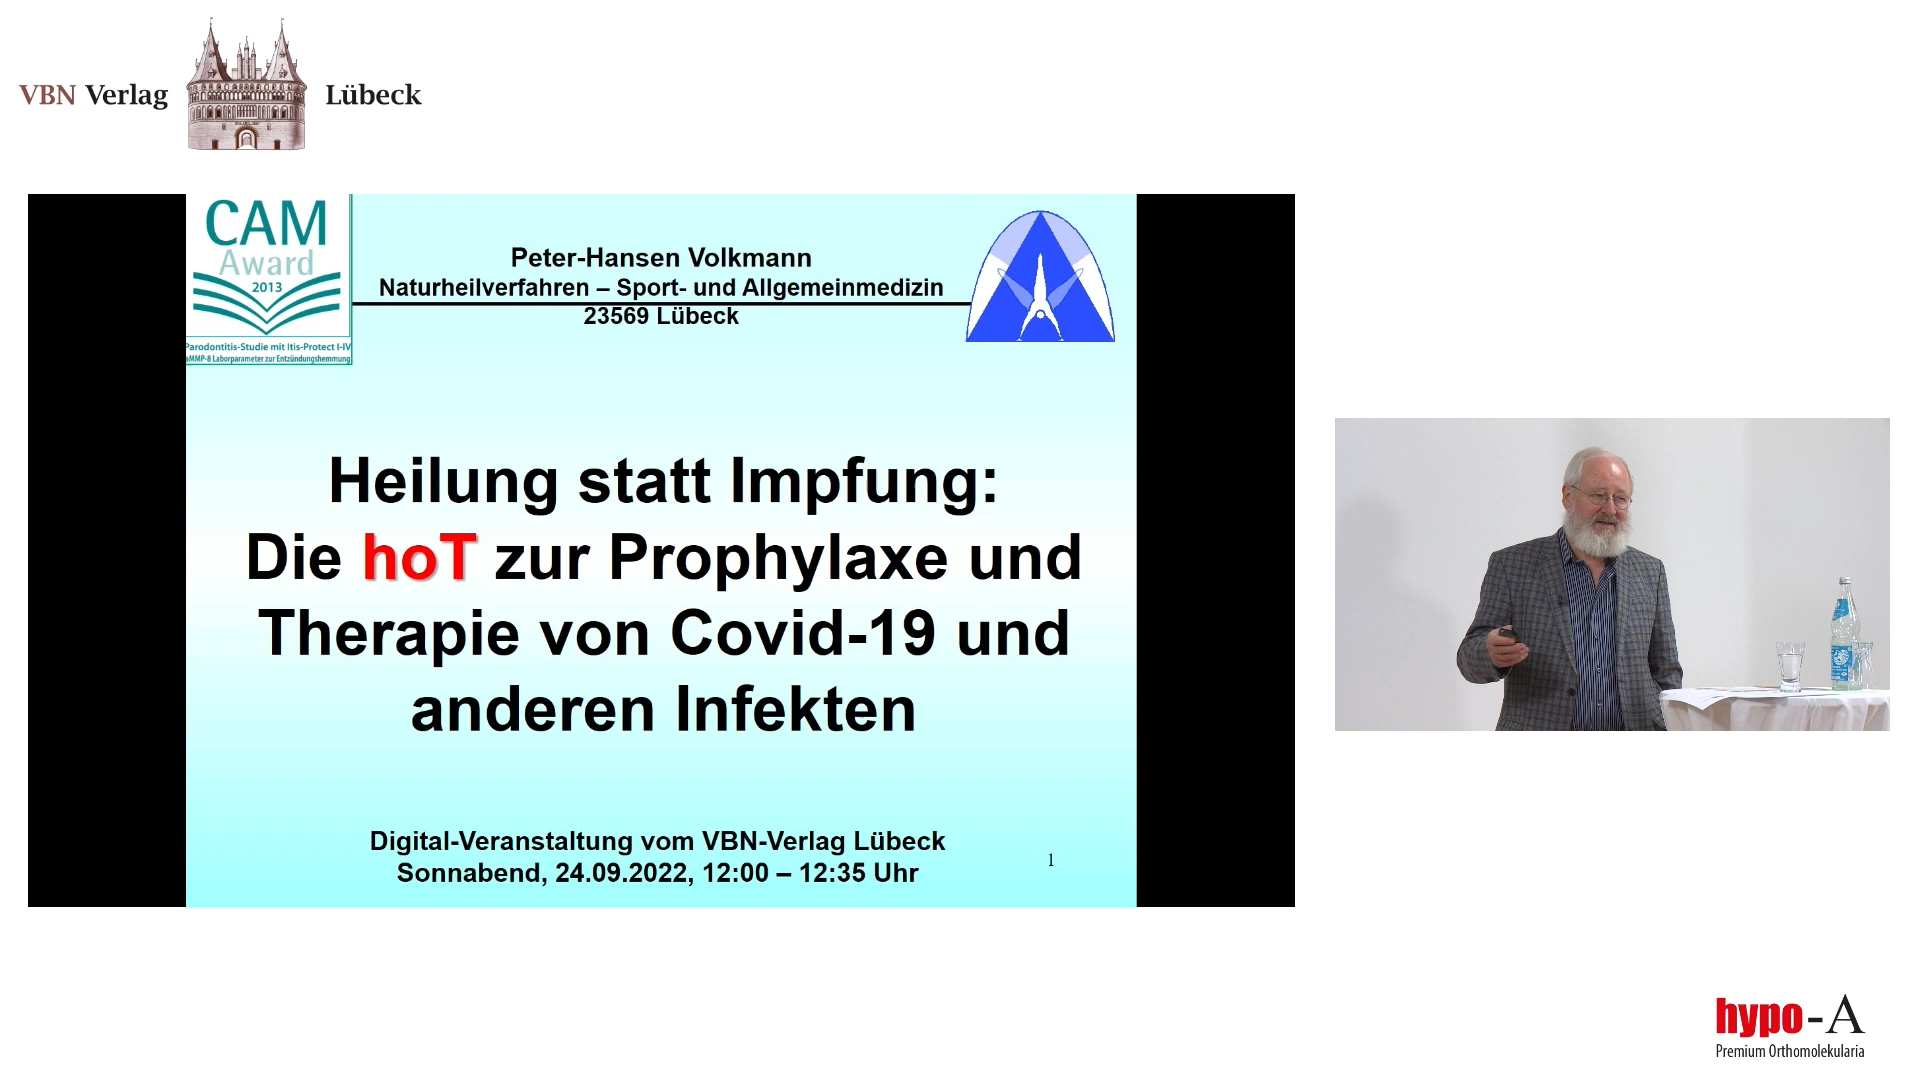 VBN Verlag Lübeck
CAM
Award
2013
Parodontitis-Studie mit Itis-Protect I-IV
aMMP-8 Laborparameter zur Entzündungshemmung
Peter-Hansen Volkmann
Naturheilverfahren – Sport- und Allgemeinmedizin
23569 Lübeck
Heilung statt Impfung:
Die hoT zur Prophylaxe und
Therapie von Covid-19 und
anderen Infekten
Digital-Veranstaltung vom VBN-Verlag Lübeck
Sonnabend, 24.09.2022, 12:00 – 12:35 Uhr
1
hypo-A
Premium Orthomolekularia